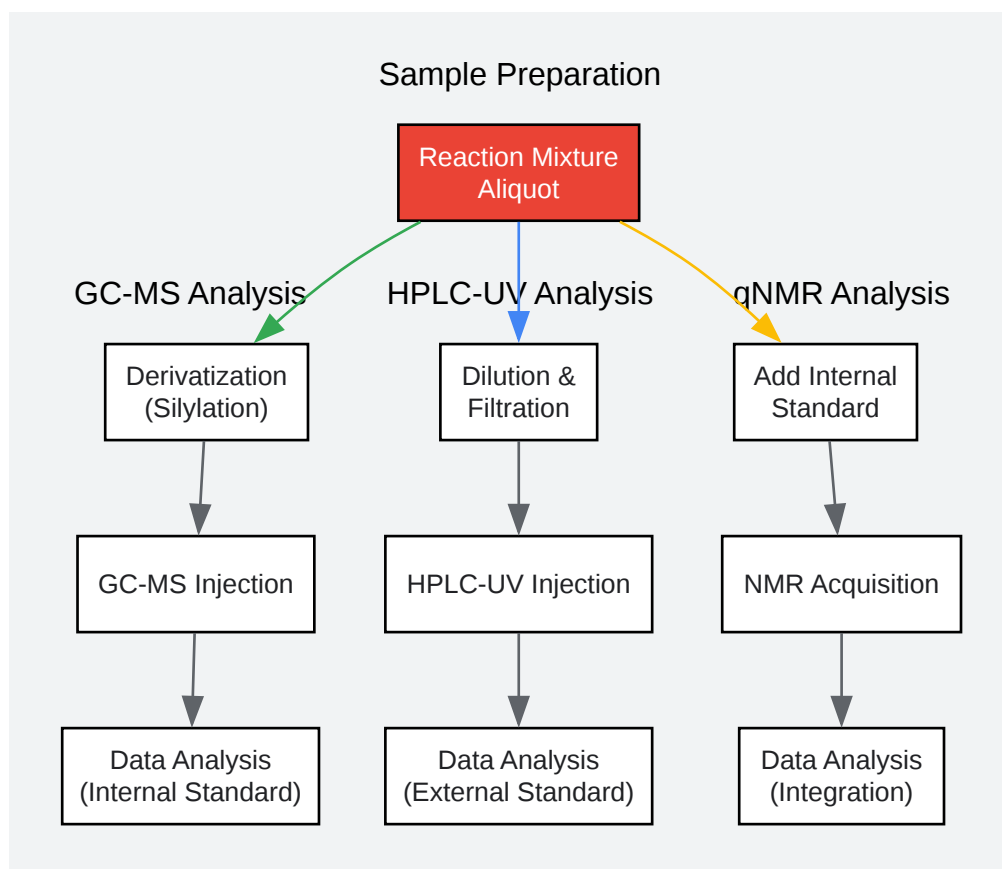 Sample Preparation
Reaction Mixture
Aliquot
GC-MS Analysis
HPLC-UV Analysis
qNMR Analysis
Derivatization
(Silylation)
Dilution &
Filtration
Add Internal
Standard
GC-MS Injection
HPLC-UV Injection
NMR Acquisition
Data Analysis
(Internal Standard)
Data Analysis
(External Standard)
Data Analysis
(Integration)